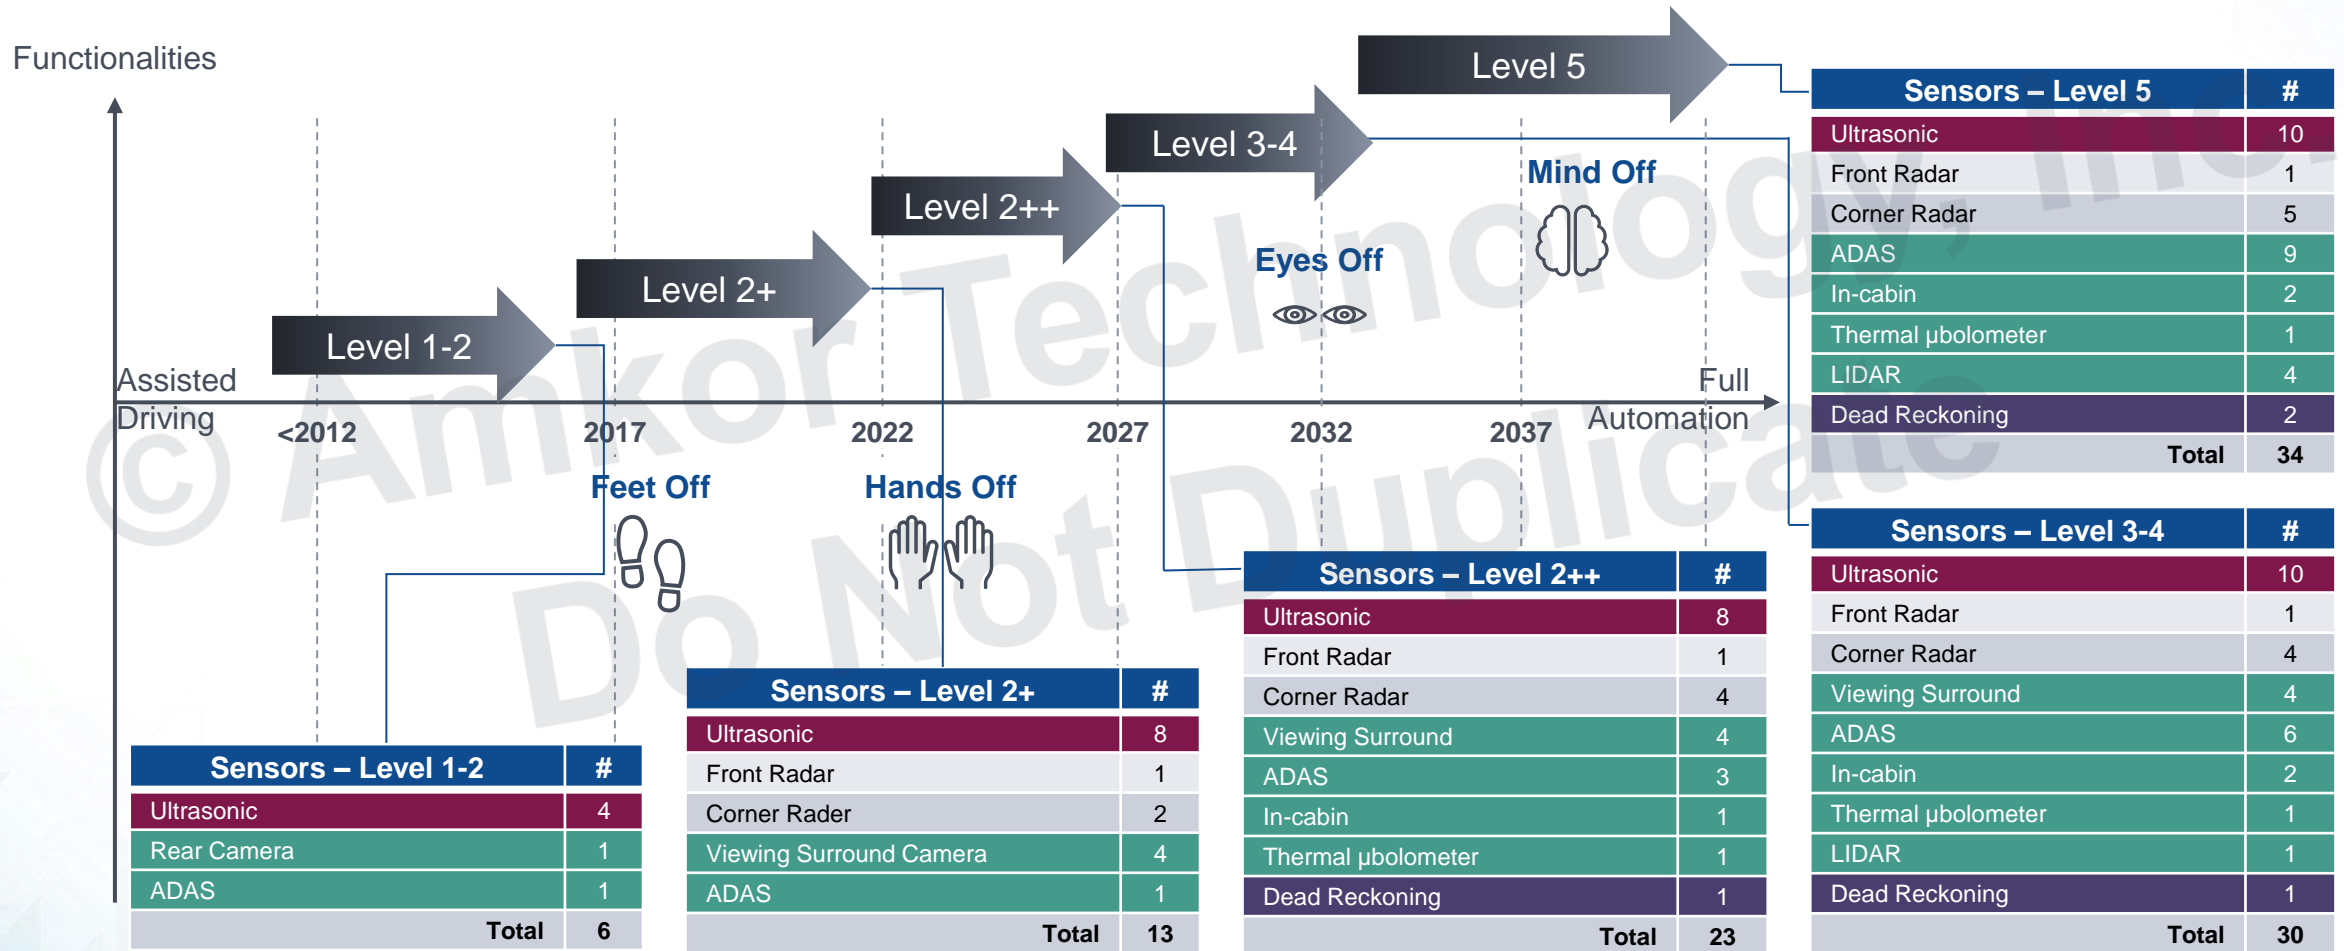 Functionalities
Level 5
Level 3-4
Level 2++
Level 2+
Level 1-2
Mind Off
Eyes Off
Assisted
Driving
Full
Automation
<2012 2017 2022 2027 2032 2037
Feet Off
Hands Off
© Amkor Technology, Inc.
Do Not Duplicate
Sensors – Level 1-2 #
Ultrasonic 4
Rear Camera 1
ADAS 1
Total 6
Sensors – Level 2+ #
Ultrasonic 8
Front Radar 1
Corner Rader 2
Viewing Surround Camera 4
ADAS 1
Total 13
Sensors – Level 2++ #
Ultrasonic 8
Front Radar 1
Corner Radar 4
Viewing Surround 4
ADAS 3
In-cabin 1
Thermal µbolometer 1
Dead Reckoning 1
Total 23
Sensors – Level 5 #
Ultrasonic 10
Front Radar 1
Corner Radar 5
ADAS 9
In-cabin 2
Thermal µbolometer 1
LIDAR 4
Dead Reckoning 2
Total 34
Sensors – Level 3-4 #
Ultrasonic 10
Front Radar 1
Corner Radar 4
Viewing Surround 4
ADAS 6
In-cabin 2
Thermal µbolometer 1
LIDAR 1
Dead Reckoning 1
Total 30